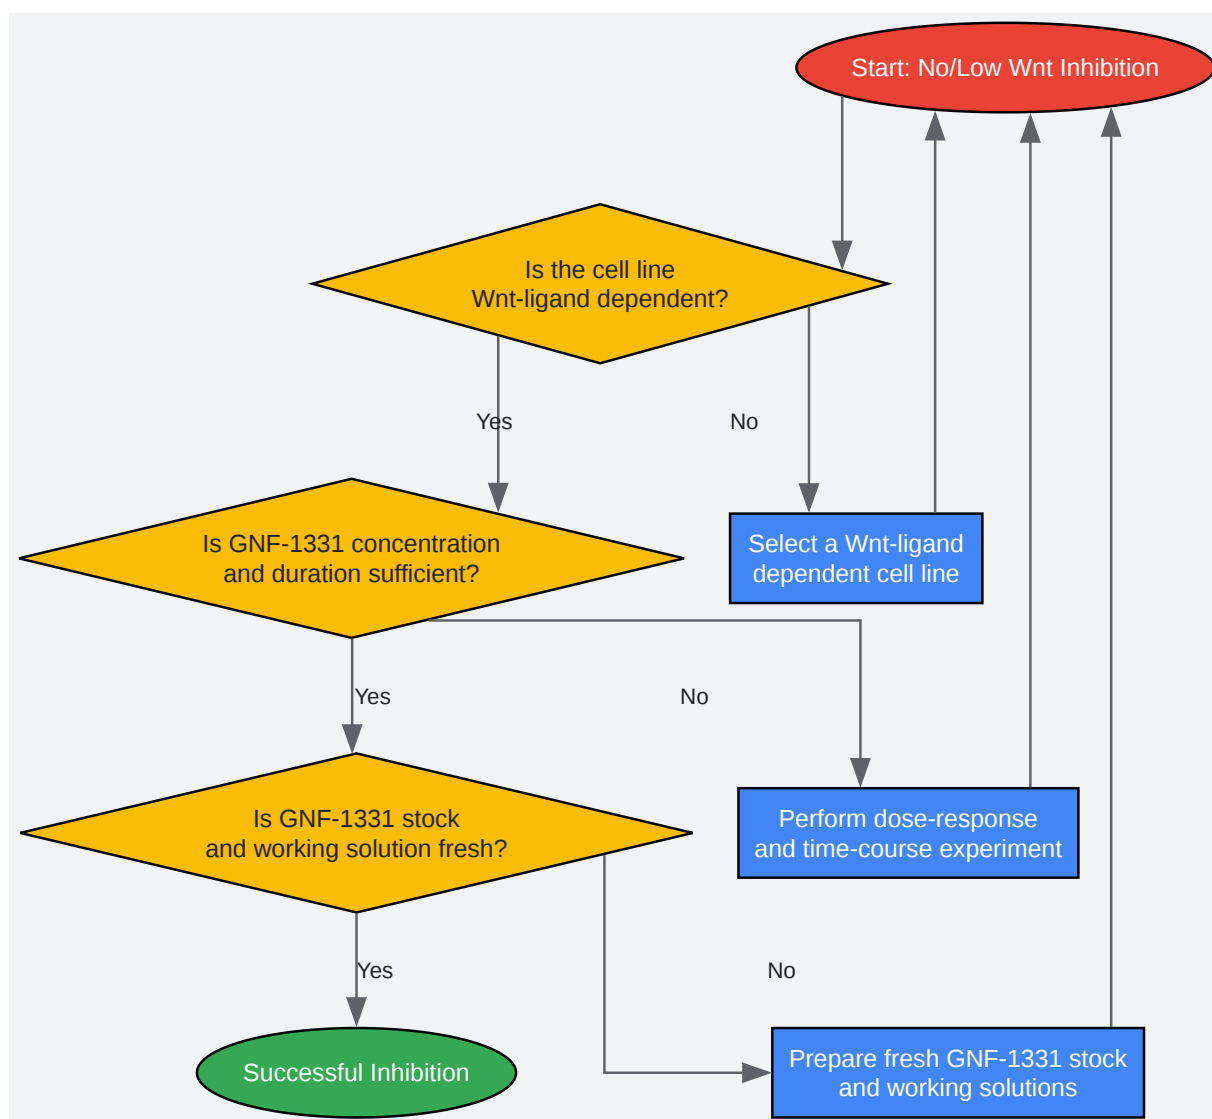 Start: No/Low Wnt Inhibition
Is the cell line
Wnt-ligand dependent?
Yes
No
Is GNF-1331 concentration
and duration sufficient?
Select a Wnt-ligand
dependent cell line
Yes
No
Is GNF-1331 stock
and working solution fresh?
Perform dose-response
and time-course experiment
Yes
No
Successful Inhibition
Prepare fresh GNF-1331 stock
and working solutions